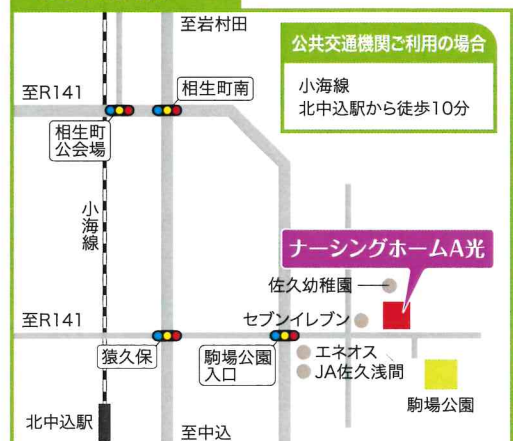 至岩村田
公共交通機関ご利用の場合
小海線
北中込駅から徒歩10分
至R141
相生町南
相生町
公会場
小海線
ナーシングホームA光
佐久幼稚園
セブンイレブン
至R141
猿久保
駒場公園
入口
エネオス
JA佐久浅間
駒場公園
北中込駅
至中込